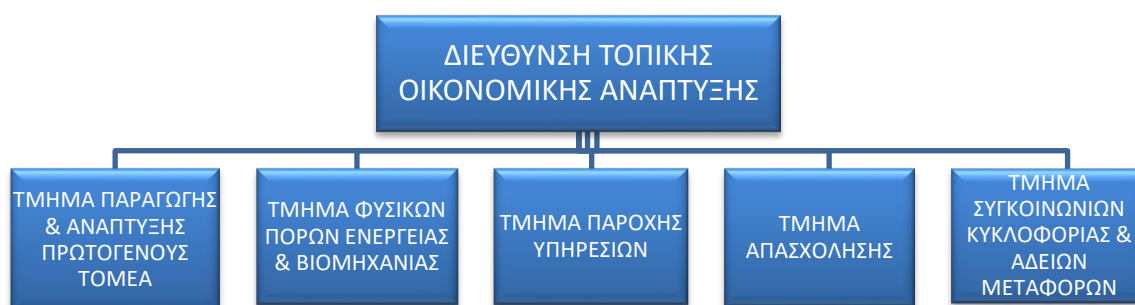 ΔΙΕΥΘΥΝΣΗ ΤΟΠΙΚΗΣ
ΟΙΚΟΝΟΜΙΚΗΣ ΑΝΑΠΤΥΞΗΣ
ΤΜΗΜΑ ΠΑΡΑΓΩΓΗΣ
& ΑΝΑΠΤΥΞΗΣ
ΠΡΩΤΟΓΕΝΟΥΣ
ΤΟΜΕΑ
ΤΜΗΜΑ ΦΥΣΙΚΩΝ
ΠΟΡΩΝ ΕΝΕΡΓΕΙΑΣ
& ΒΙΟΜΗΧΑΝΙΑΣ
ΤΜΗΜΑ ΠΑΡΟΧΗΣ
ΥΠΗΡΕΣΙΩΝ
ΤΜΗΜΑ
ΑΠΑΣΧΟΛΗΣΗΣ
ΤΜΗΜΑ
ΣΥΓΚΟΙΝΩΝΙΩΝ
ΚΥΚΛΟΦΟΡΙΑΣ &
ΑΔΕΙΩΝ
ΜΕΤΑΦΟΡΩΝ